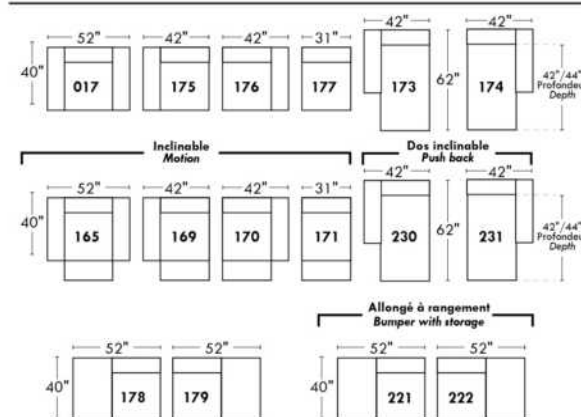 52" 42" 42" 31" 42" 42"
40" 017 175 176 177 173 62" 174 42"/44"
Profondeur
Depth
Inclinable Dos inclinable
Motion Push back
52" 42" 42" 31" 42" 42"
40" 165 169 170 171 230 62" 231 42"/44"
Profondeur
Depth
Allongé à rangement
Bumper with storage
52" 52" 52" 52"
40" 178 179 40" 221 222